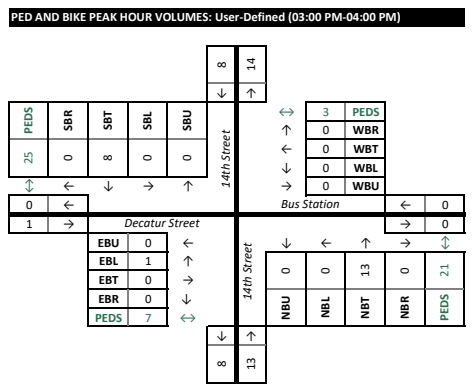 PED AND BIKE PEAK HOUR VOLUMES: User-Defined (03:00 PM-04:00 PM)
8 14
↓ ↑
PEDS SBR SBT SBL SBU
25 0 8 0 0
↕ ← ↓ → ↑
14th Street
↔ 3 PEDS
↑ 0 WBR
← 0 WBT
↓ 0 WBL
→ 0 WBU
0 ←
Bus Station
← 0
1 →
Decatur Street
→ 0
EBU 0 ←
EBL 1 ↑
EBT 0 →
EBR 0 ↓
PEDS 7 ↔
14th Street
↓ ← ↑ → ↕
0 0 13 0 21
NBU NBL NBT NBR PEDS
↓ ↑
8 13